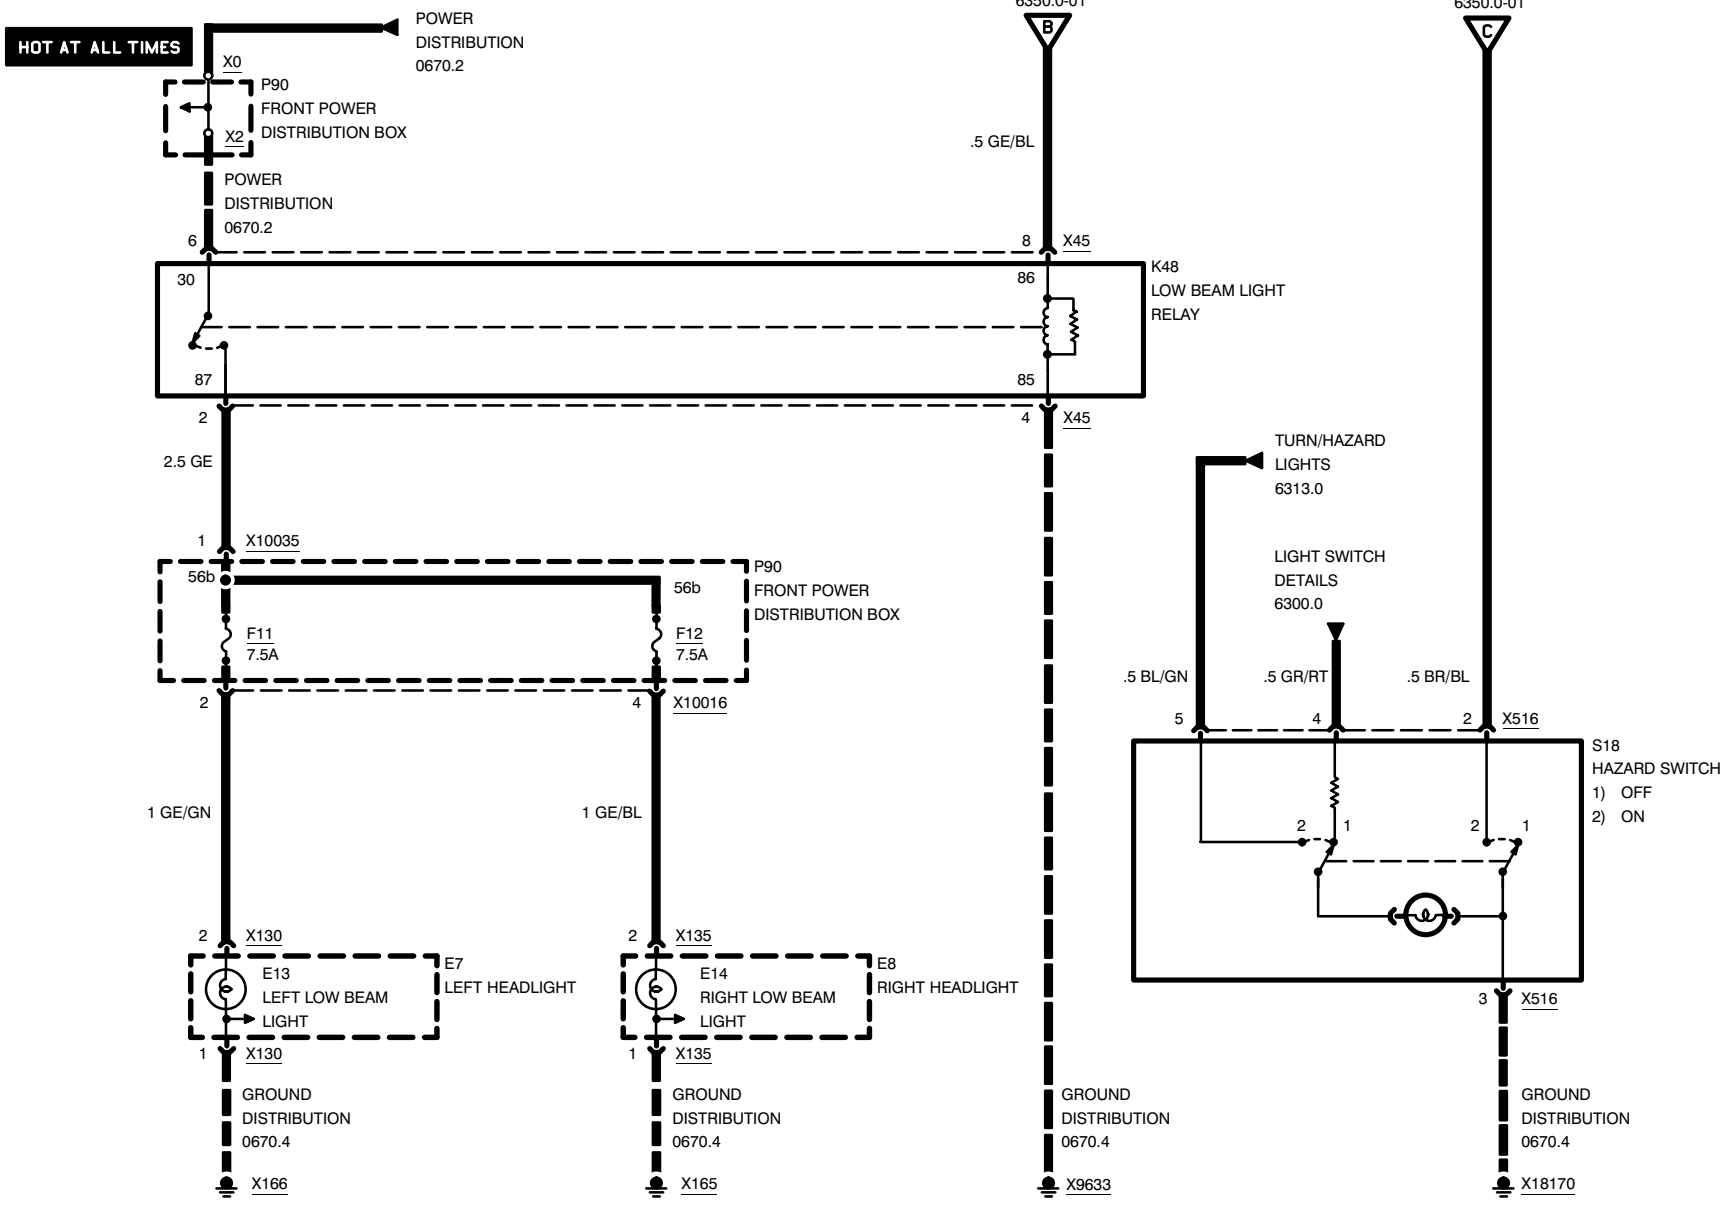 6350.0-01
6350.0-01
B
C
POWER
DISTRIBUTION
0670.2
HOT AT ALL TIMES
X0
P90
FRONT POWER
DISTRIBUTION BOX
X2
.5 GE/BL
POWER
DISTRIBUTION
0670.2
6
8
X45
30
86
K48
LOW BEAM LIGHT
RELAY
87
85
2
4
X45
2.5 GE
TURN/HAZARD
LIGHTS
6313.0
1
X10035
56b
56b
P90
FRONT POWER
DISTRIBUTION BOX
F11
7.5A
F12
7.5A
LIGHT SWITCH
DETAILS
6300.0
.5 BL/GN
.5 GR/RT
.5 BR/BL
2
4
X10016
5
4
2
X516
S18
HAZARD SWITCH
1) OFF
2) ON
1 GE/GN
1 GE/BL
2
1
2
1
2
X130
2
X135
E13
LEFT LOW BEAM
LIGHT
E7
LEFT HEADLIGHT
E14
RIGHT LOW BEAM
LIGHT
E8
RIGHT HEADLIGHT
3
X516
1
X130
1
X135
GROUND
DISTRIBUTION
0670.4
GROUND
DISTRIBUTION
0670.4
GROUND
DISTRIBUTION
0670.4
GROUND
DISTRIBUTION
0670.4
X166
X165
X9633
X18170